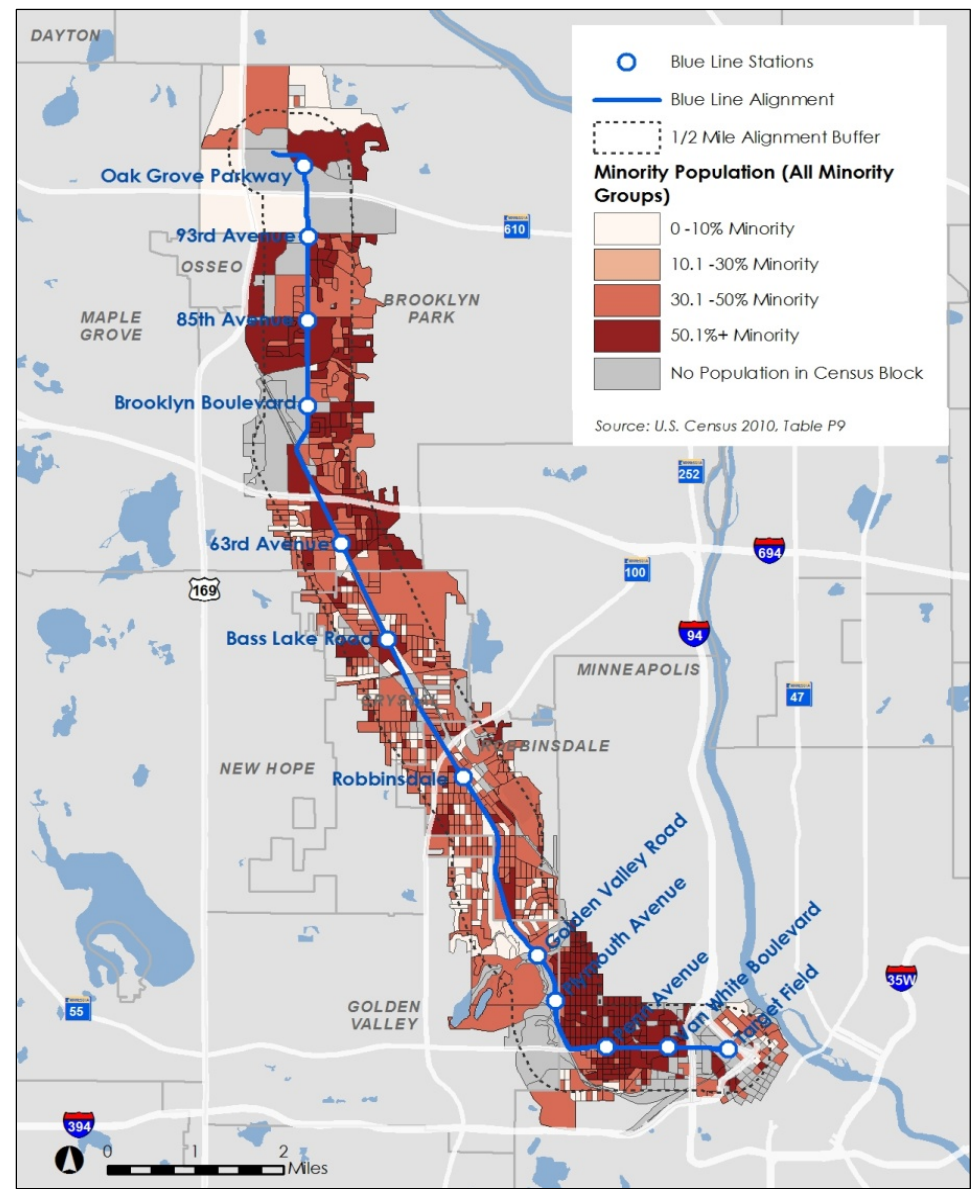 DAYTON
Blue Line Stations
Blue Line Alignment
1/2 Mile Alignment Buffer
Minority Population (All Minority
Groups)
0 -10% Minority
10.1 -30% Minority
30.1 -50% Minority
50.1%+ Minority
No Population in Census Block
Source: U.S. Census 2010, Table P9
Oak Grove Parkway
610
93rd Avenue
OSSEO
BROOKLYN
PARK
MAPLE
GROVE
85th Avenue
Brooklyn Boulevard
252
63rd Avenue
694
100
169
Bass Lake Road
94
MINNEAPOLIS
47
CRYSTAL
ROBBINSDALE
NEW HOPE
Robbinsdale
Golden Valley Road
Plymouth Avenue
Penn Avenue
Van White Boulevard
Target Field
35W
55
GOLDEN
VALLEY
394
0 1 2
Miles